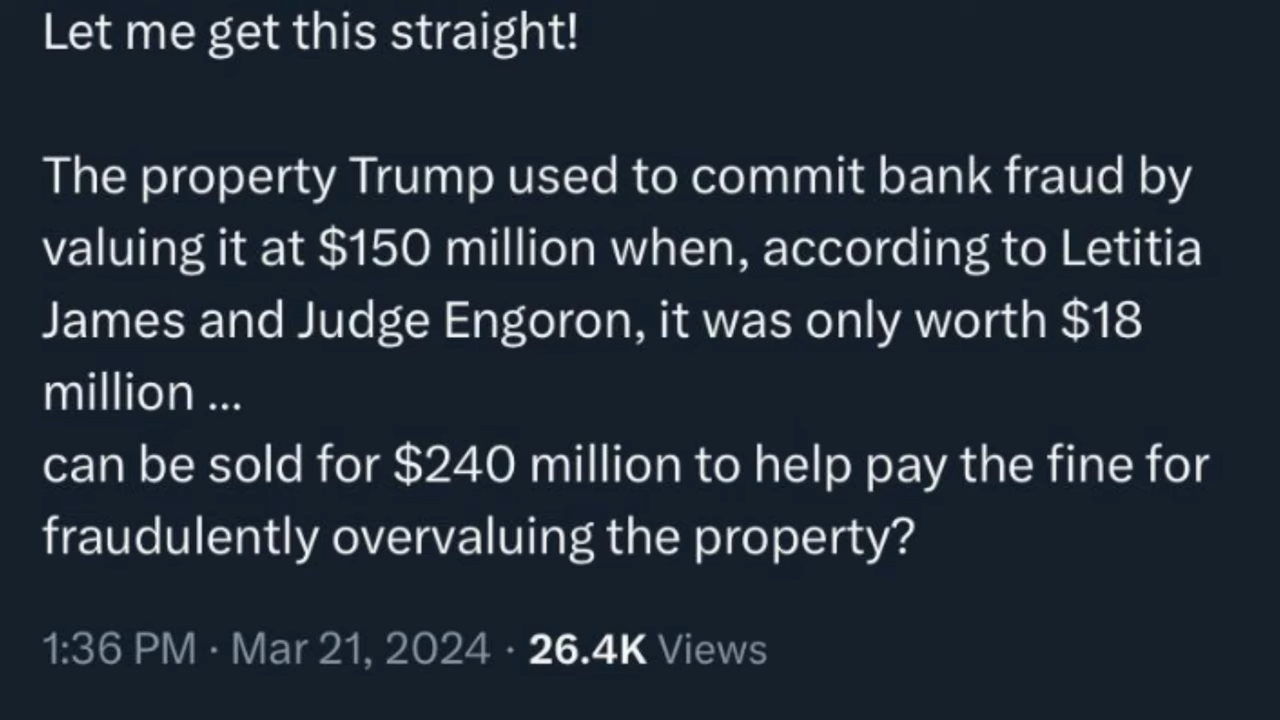 Let me get this straight!
The property Trump used to commit bank fraud by
valuing it at $150 million when, according to Letitia
James and Judge Engoron, it was only worth $18
million ...
can be sold for $240 million to help pay the fine for
fraudulently overvaluing the property?
1:36 PM · Mar 21, 2024 · 26.4K Views